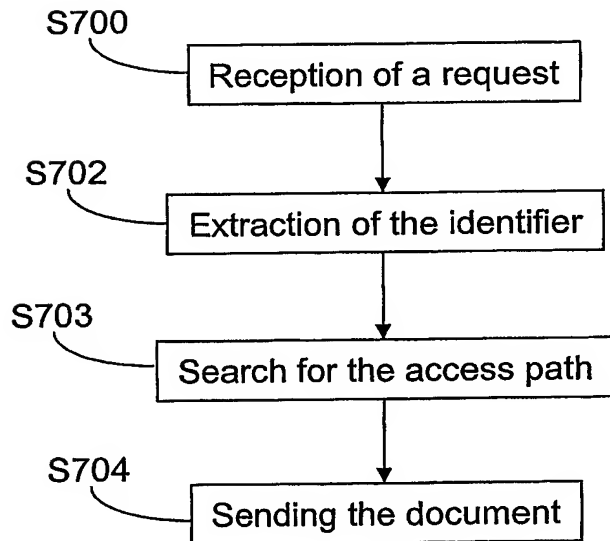 S700
Reception of a request
S702
Extraction of the identifier
S703
Search for the access path
S704
Sending the document